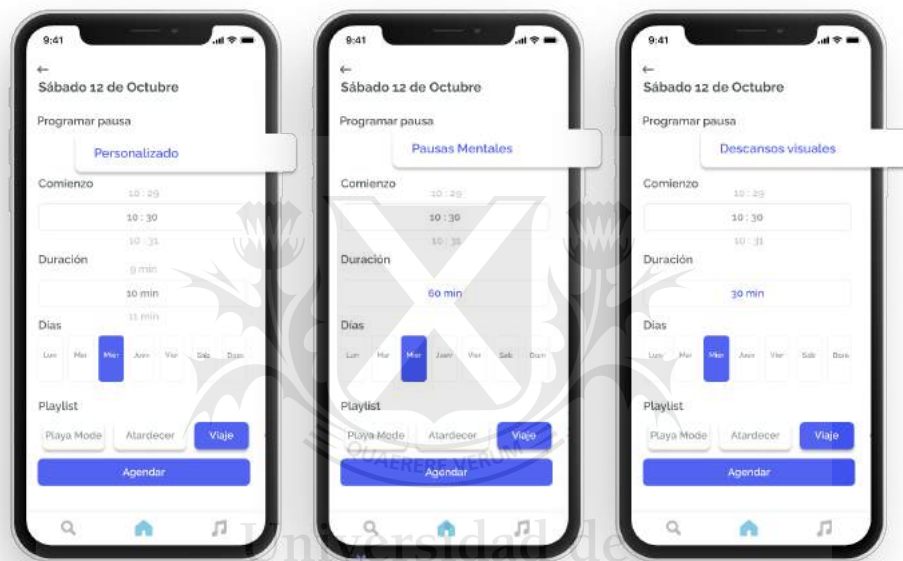 9:41
←
Sábado 12 de Octubre
Programar pausa
Personalizado
Comienzo
10 : 29
10 : 30
10 : 31
Duración
9 min
10 min
11 min
Días
Lun Mar Mier Juev Vier Sab Dom
Playlist
Playa Mode Atardecer Viaje
Agendar
9:41
←
Sábado 12 de Octubre
Programar pausa
Pausas Mentales
Comienzo
10 : 29
10 : 30
10 : 31
Duración
60 min
Días
Lun Mar Mier Juev Vier Sab Dom
Playlist
Playa Mode Atardecer Viaje
Agendar
9:41
←
Sábado 12 de Octubre
Programar pausa
Descansos visuales
Comienzo
10 : 29
10 : 30
10 : 31
Duración
30 min
Días
Lun Mar Mier Juev Vier Sab Dom
Playlist
Playa Mode Atardecer Viaje
Agendar
QUAERERE VERUM
Universidad de